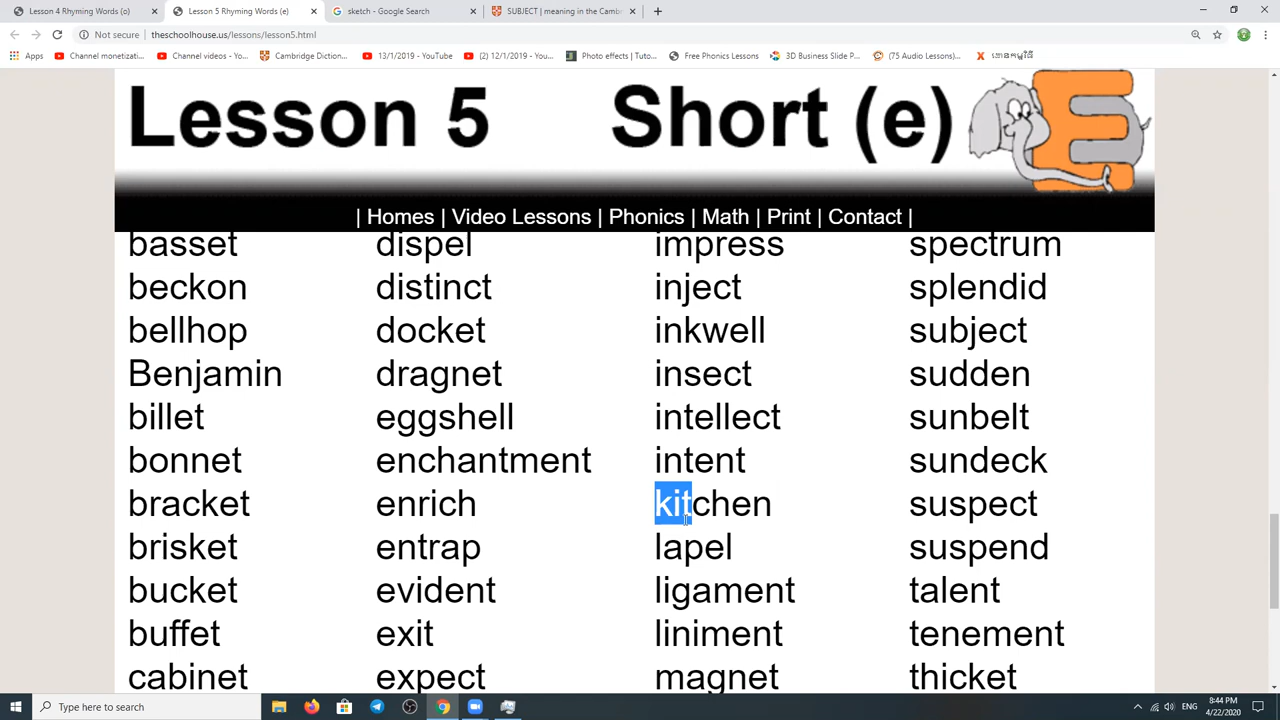 Lesson 4 Rhyming Words (o)
Lesson 5 Rhyming Words (e)
sketch - Google Search
SUBJECT | meaning in the Camb
Not secure | theschoolhouse.us/lessons/lesson5.html
Apps
Channel monetizati...
Channel videos - Yo...
Cambridge Diction...
13/1/2019 - YouTube
(2) 12/1/2019 - You...
Photo effects | Tuto...
Free Phonics Lessons
3D Business Slide P...
(75 Audio Lessons)...
Lesson 5 Short (e)
| Homes | Video Lessons | Phonics | Math | Print | Contact |
basset dispel impress spectrum
beckon distinct inject splendid
bellhop docket inkwell subject
Benjamin dragnet insect sudden
billet eggshell intellect sunbelt
bonnet enchantment intent sundeck
bracket enrich kitchen suspect
brisket entrap lapel suspend
bucket evident ligament talent
buffet exit liniment tenement
cabinet expect magnet thicket
Type here to search
ENG
8:44 PM
4/22/2020